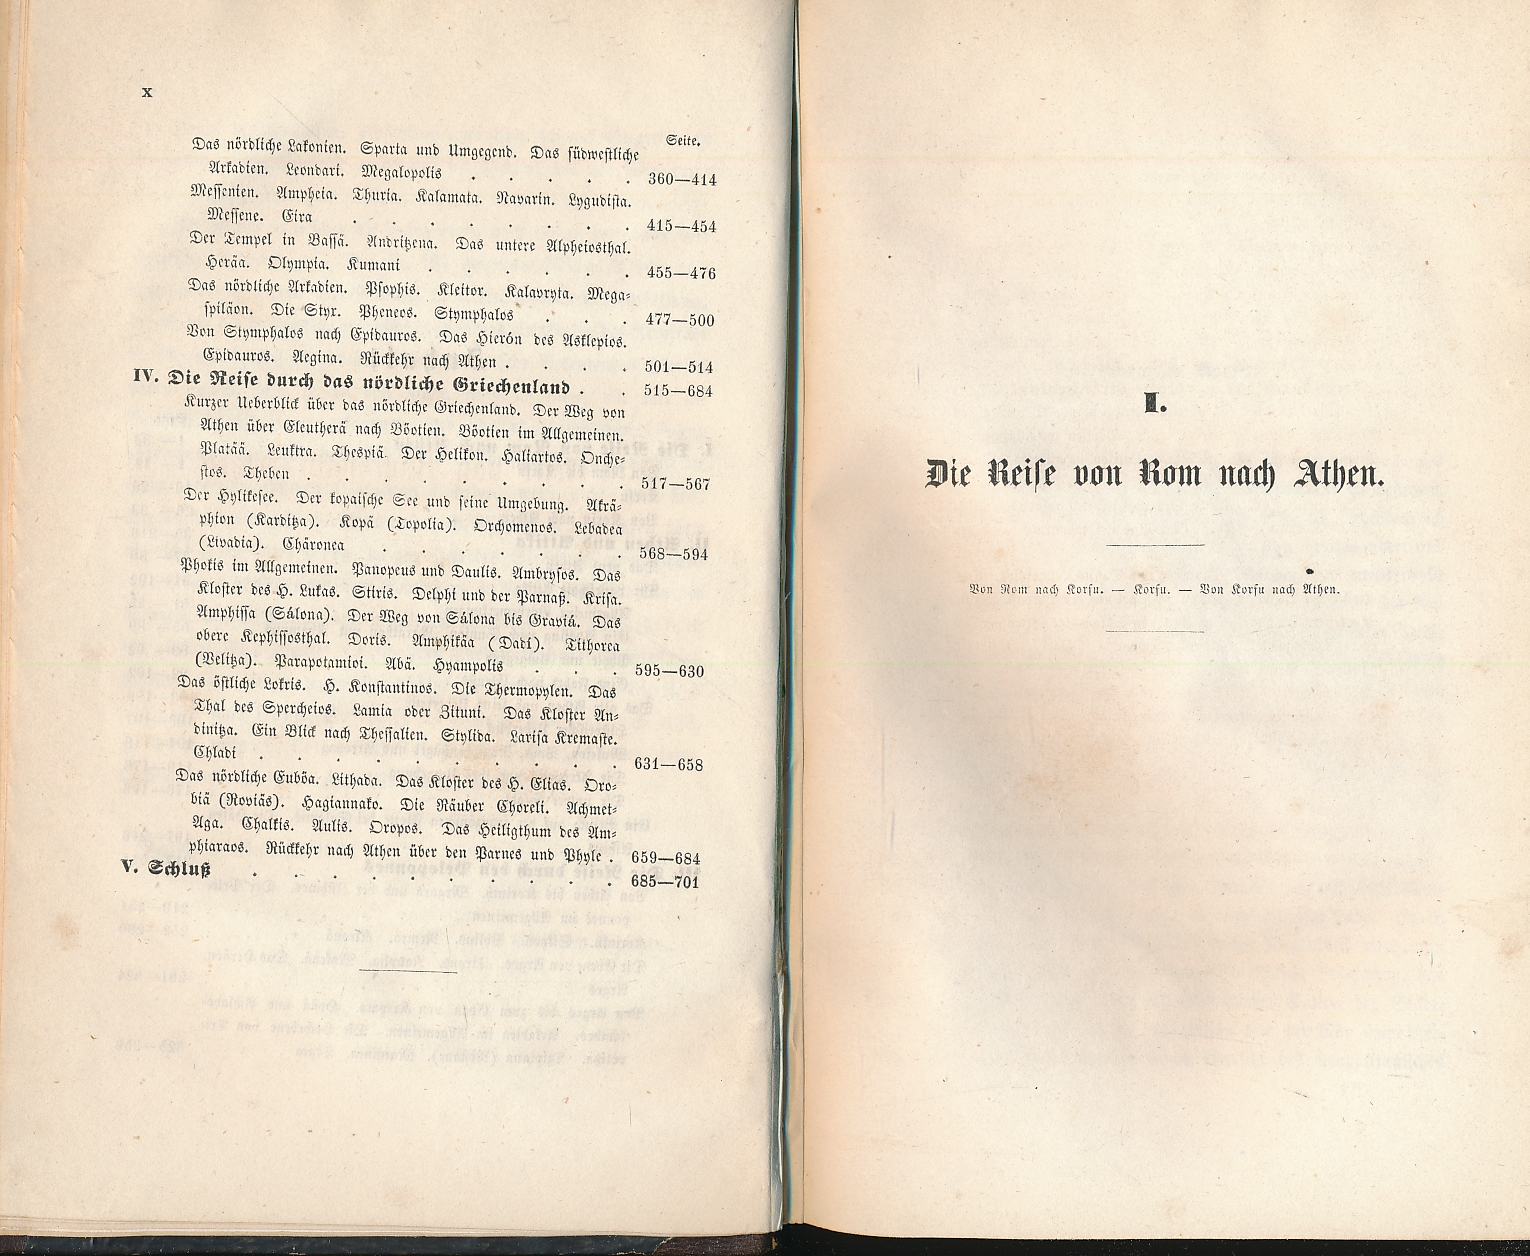 x
Seite.
Das nördliche Lakonien. Sparta und Umgegend. Das südwestliche
Arkadien. Leondari. Megalopolis . . . . . 360—414
Messenien. Ampheia. Thuria. Kalamata. Navarin. Lygudista.
Messene. Eira . . . . . . . 415—454
Der Tempel in Bassä. Andritzena. Das untere Alpheiosthal.
Heräa. Olympia. Kumani . . . . . 455—476
Das nördliche Arkadien. Psophis. Kleitor. Kalavryta. Mega-
spiläon. Die Styx. Pheneos. Stymphalos . . . 477—500
Von Stymphalos nach Epidauros. Das Hierón des Asklepios.
Epidauros. Aegina. Rückkehr nach Athen . . . . 501—514
IV. Die Reise durch das nördliche Griechenland . . 515—684
Kurzer Ueberblick über das nördliche Griechenland. Der Weg von
Athen über Eleutherä nach Böotien. Böotien im Allgemeinen.
Platää. Leuktra. Thespiä. Der Helikon. Haliartos. Onche-
stos. Theben . . . . . . . . . 517—567
Der Hylikesee. Der kopaische See und seine Umgebung. Akrä-
phion (Karditza). Kopä (Topolia). Orchomenos. Lebadea
(Livadia). Chäronea . . . . . . . 568—594
Phokis im Allgemeinen. Panopeus und Daulis. Ambrysos. Das
Kloster des H. Lukas. Stiris. Delphi und der Parnaß. Krisa.
Amphissa (Sálona). Der Weg von Sálona bis Graviá. Das
obere Kephissosthal. Doris. Amphikäa (Dadí). Tithorea
(Velitza). Parapotamioi. Abä. Hyampolis . . . 595—630
Das östliche Lokris. H. Konstantinos. Die Thermopylen. Das
Thal des Spercheios. Lamia oder Zituni. Das Kloster An-
dinitza. Ein Blick nach Thessalien. Stylida. Larisa Kremaste.
Chladi . . . . . . . . . . 631—658
Das nördliche Euböa. Lithada. Das Kloster des H. Elias. Oro-
biä (Roviäs). Hagiannako. Die Räuber Choreli. Achmet-
Aga. Chalkis. Aulis. Oropos. Das Heiligthum des Am-
phiaraos. Rückkehr nach Athen über den Parnes und Phyle . 659—684
V. Schluß . . . . . . . . . . 685—701
I.
Die Reise von Rom nach Athen.
Von Rom nach Korfu. — Korfu. — Von Korfu nach Athen.